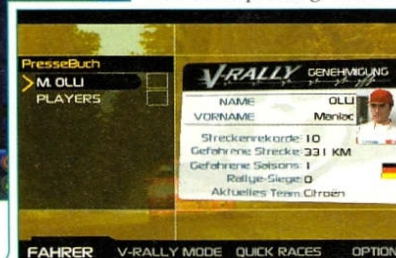 PresseBuch
M. OLLI
PLAYERS
V-RALLY GENEHMIGUNG
NAME OLLI
VORNAME Maniac
Streckenrekorde: 10
Gefahrene Strecke: 331 KM
Gefahrene Saisons: 1
Rallye-Siege: 0
Aktuelles Team: Citroën
FAHRER V-RALLY MODE QUICK RACES OPTION